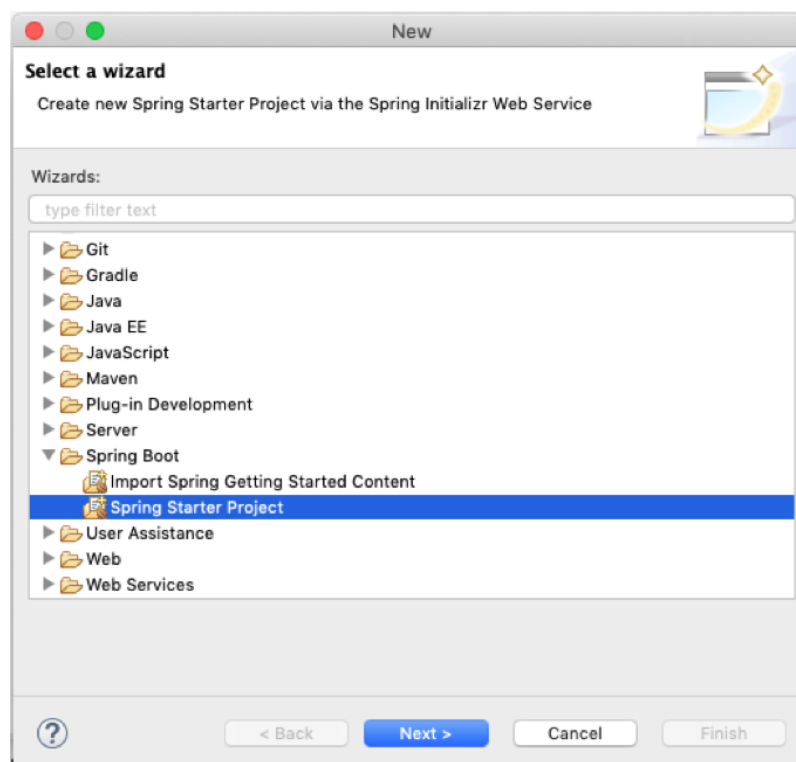 New
Select a wizard
Create new Spring Starter Project via the Spring Initializr Web Service
Wizards:
type filter text
Git
Gradle
Java
Java EE
JavaScript
Maven
Plug-in Development
Server
Spring Boot
Import Spring Getting Started Content
Spring Starter Project
User Assistance
Web
Web Services
? < Back Next > Cancel Finish